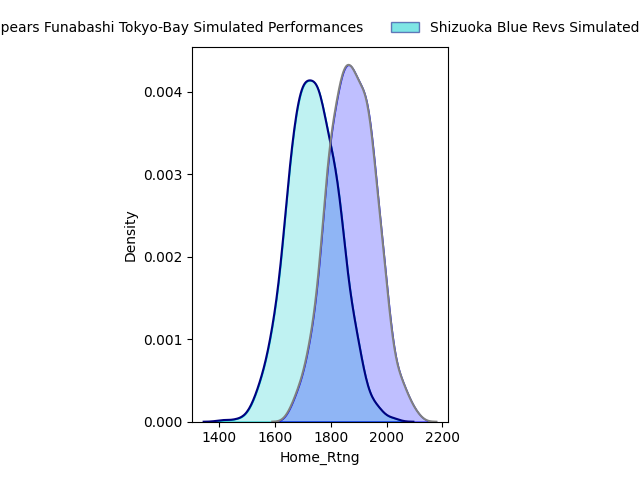 pears Funabashi Tokyo-Bay Simulated Performances
Shizuoka Blue Revs Simulated
0.004
0.003
0.002
0.001
0.000
Density
1400 1600 1800 2000 2200
Home_Rtng